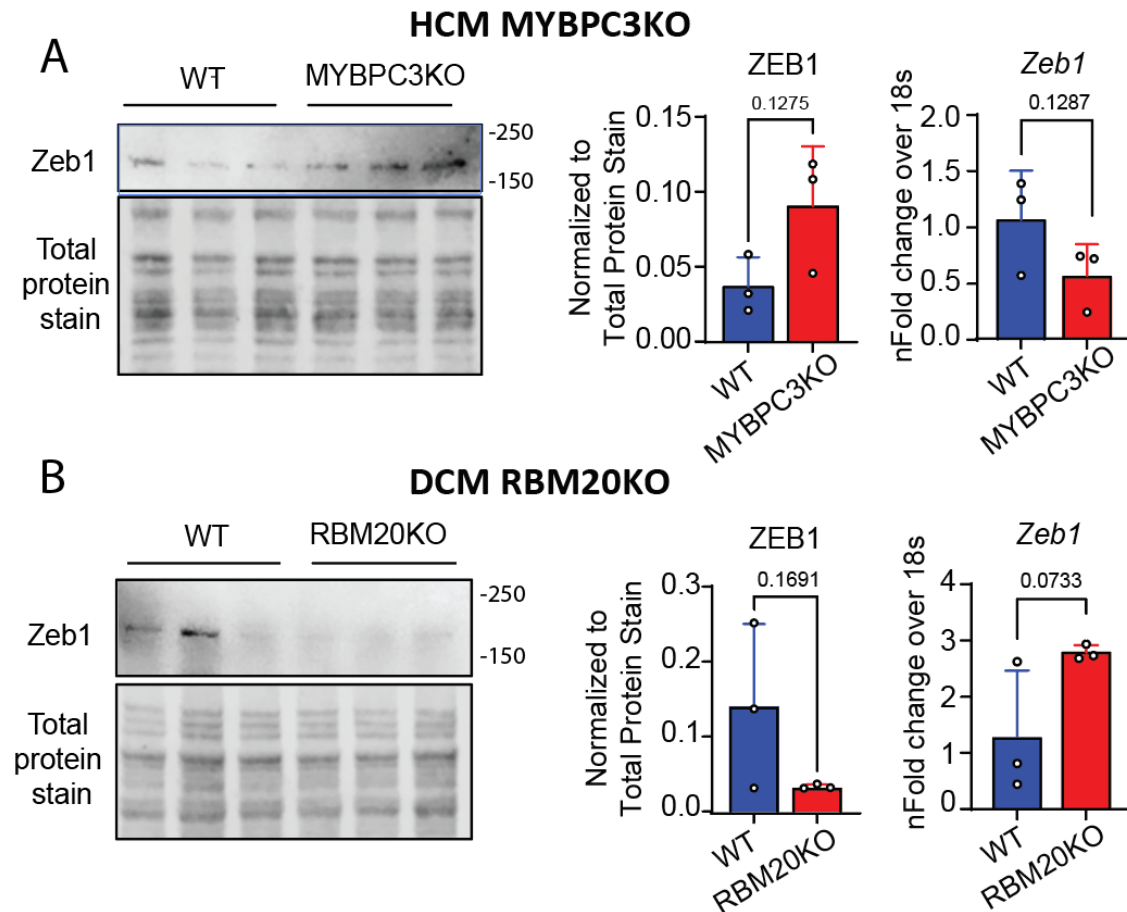 HCM MYBPC3KO
A
WT
MYBPC3KO
Zeb1
-250
-150
Total
protein
stain
ZEB1
0.1275
Normalized to
Total Protein Stain
0.15
0.10
0.05
0.00
WT
MYBPC3KO
Zeb1
0.1287
nFold change over 18s
2.0
1.5
1.0
0.5
0.0
WT
MYBPC3KO
DCM RBM20KO
B
WT
RBM20KO
Zeb1
-250
-150
Total
protein
stain
ZEB1
0.1691
Normalized to
Total Protein Stain
0.3
0.2
0.1
0.0
WT
RBM20KO
Zeb1
0.0733
nFold change over 18s
4
3
2
1
0
WT
RBM20KO